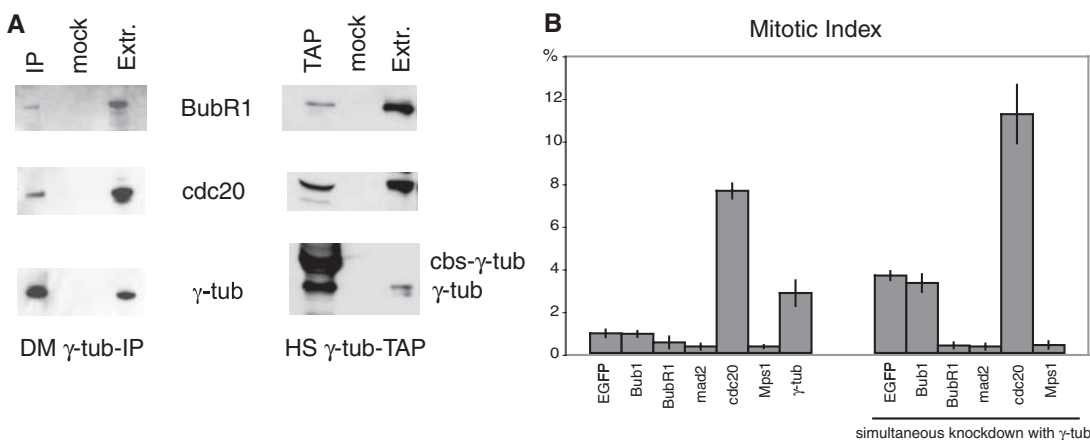 A
IP
mock
Extr.
TAP
mock
Extr.
BubR1
cdc20
γ-tub
cbs-γ-tub
γ-tub
DM γ-tub-IP
HS γ-tub-TAP
B
Mitotic Index
%
12
10
8
4
2
0
EGFP
Bub1
BubR1
mad2
cdc20
Mps1
γ-tub
EGFP
Bub1
BubR1
mad2
cdc20
Mps1
simultaneous knockdown with γ-tub